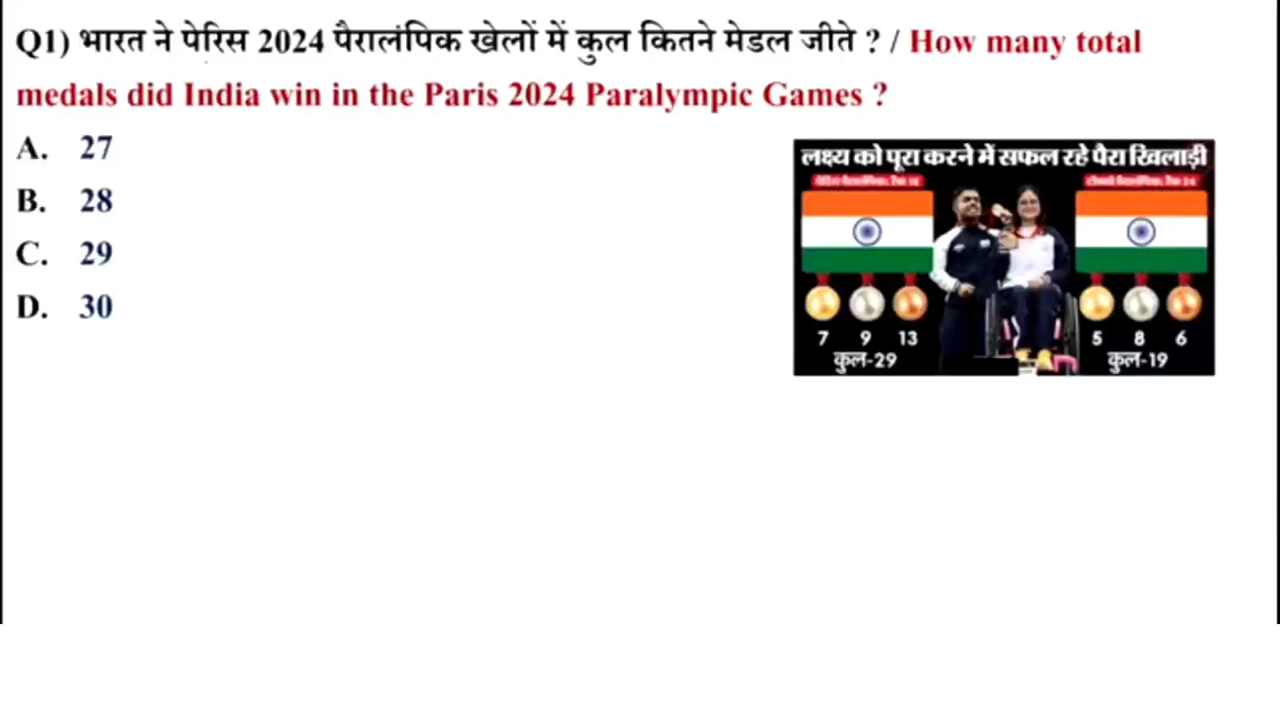 Q1) भारत ने पेरिस 2024 पैरालंपिक खेलों में कुल कितने मेडल जीते ? / How many total
medals did India win in the Paris 2024 Paralympic Games ?
A. 27
B. 28
C. 29
D. 30
लक्ष्य को पूरा करने में सफल रहे पैरा खिलाड़ी
7 9 13
कुल-29
5 8 6
कुल-19